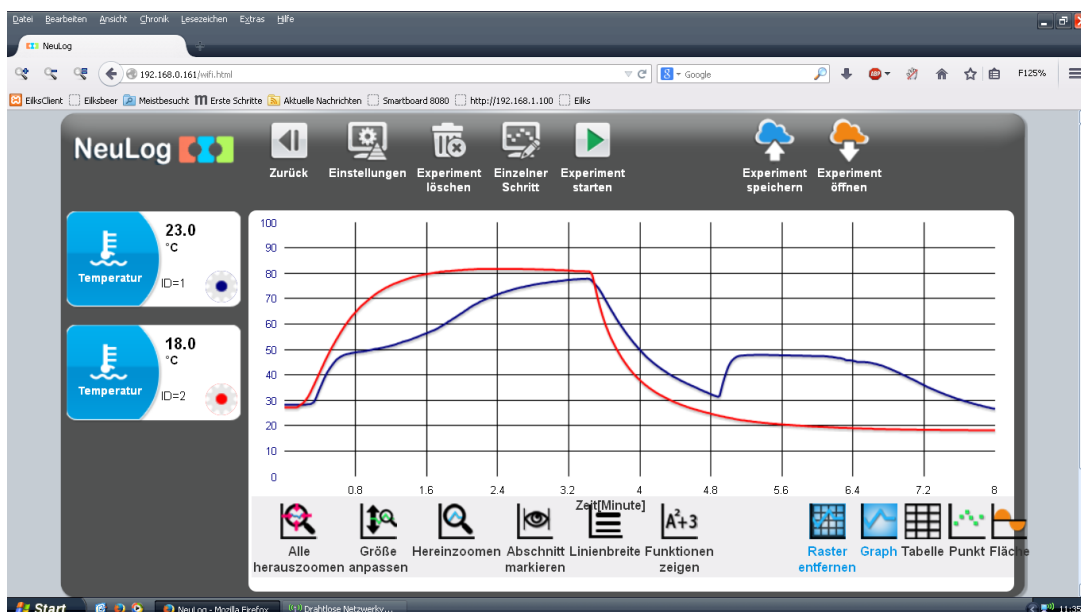 Datei Bearbeiten Ansicht Chronik Lesezeichen Extras Hilfe
NeuLog
192.168.0.161/wifi.html
Google
F125%
EilksClient Eilksbeer Meistbesucht Erste Schritte Aktuelle Nachrichten Smartboard 8080 http://192.168.1.100 Eilks
NeuLog
Zurück Einstellungen Experiment löschen Einzelner Schritt Experiment starten Experiment speichern Experiment öffnen
23.0
°C
Temperatur
ID=1
18.0
°C
Temperatur
ID=2
100
90
80
70
60
50
40
30
20
10
0
0.8 1.6 2.4 3.2 4 4.8 5.6 6.4 7.2 8
Zeit[Minute]
A²+3
Alle herauszoomen Größe anpassen Hereinzoomen Abschnitt markieren Linienbreite Funktionen zeigen Raster entfernen Graph Tabelle Punkt Fläche
Start NeuLog - Mozilla Firefox Drahtlose Netzwerkv... 11:35